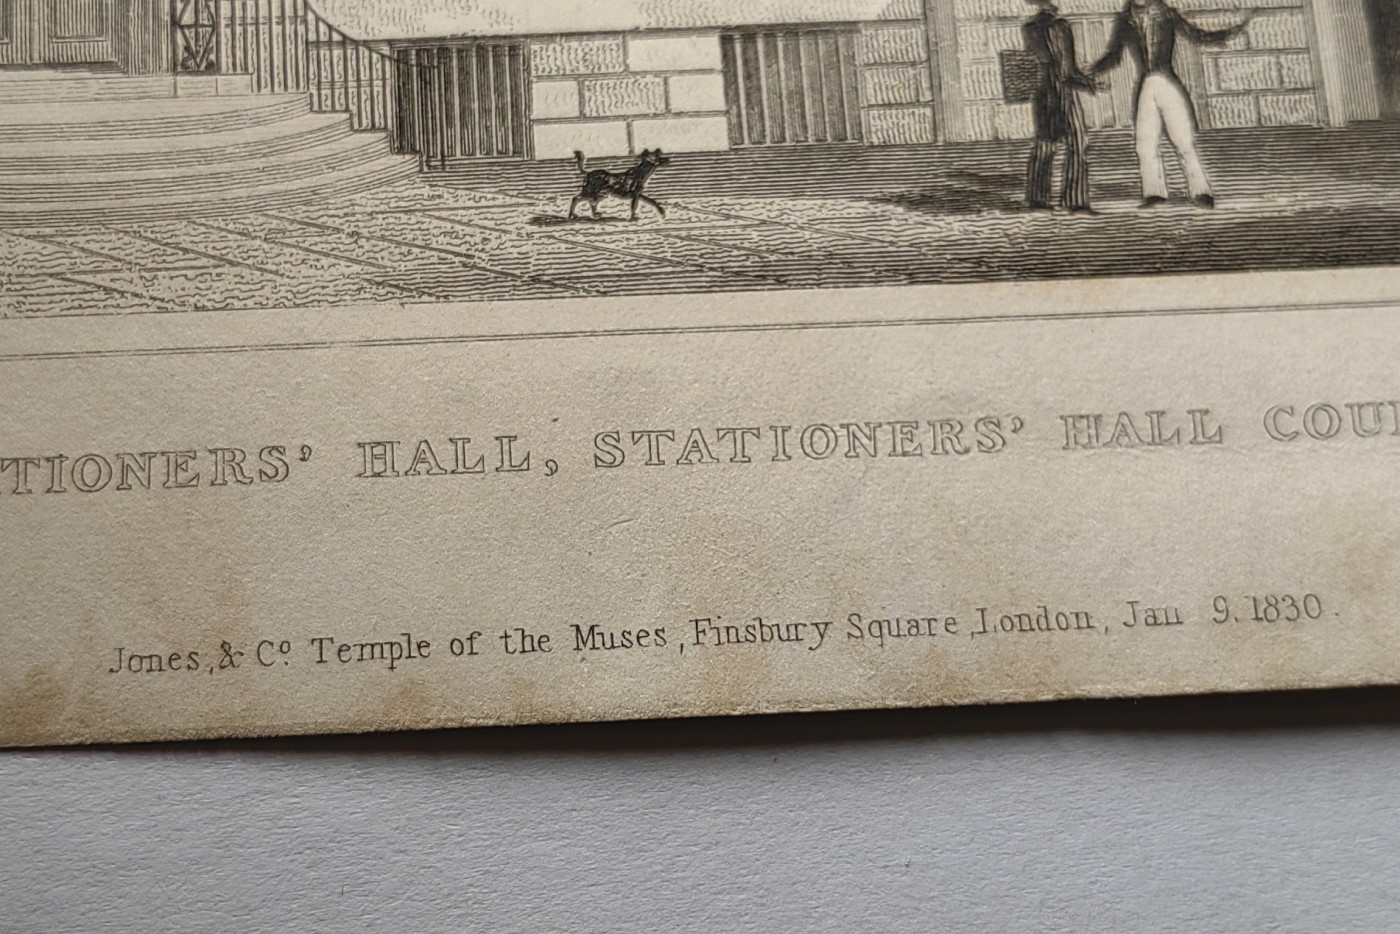 TIONERS' HALL, STATIONERS' HALL COU
Jones, & Cº. Temple of the Muses, Finsbury Square, London, Jan 9. 1830.